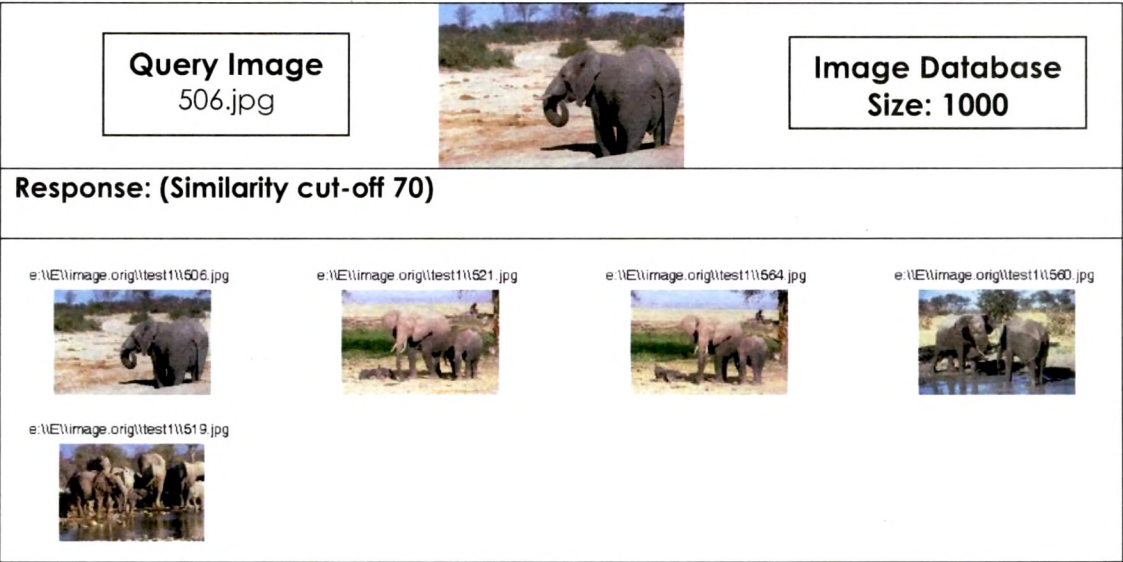 Query Image
506.jpg
Image Database
Size: 1000
Response: (Similarity cut-off 70)
e:\\E\\image.orig\\test1\\506.jpg
e:\\E\\image.orig\\test1\\521.jpg
e:\\E\\image.orig\\test1\\564.jpg
e:\\E\\image.orig\\test1\\560.jpg
e:\\E\\image.orig\\test1\\519.jpg